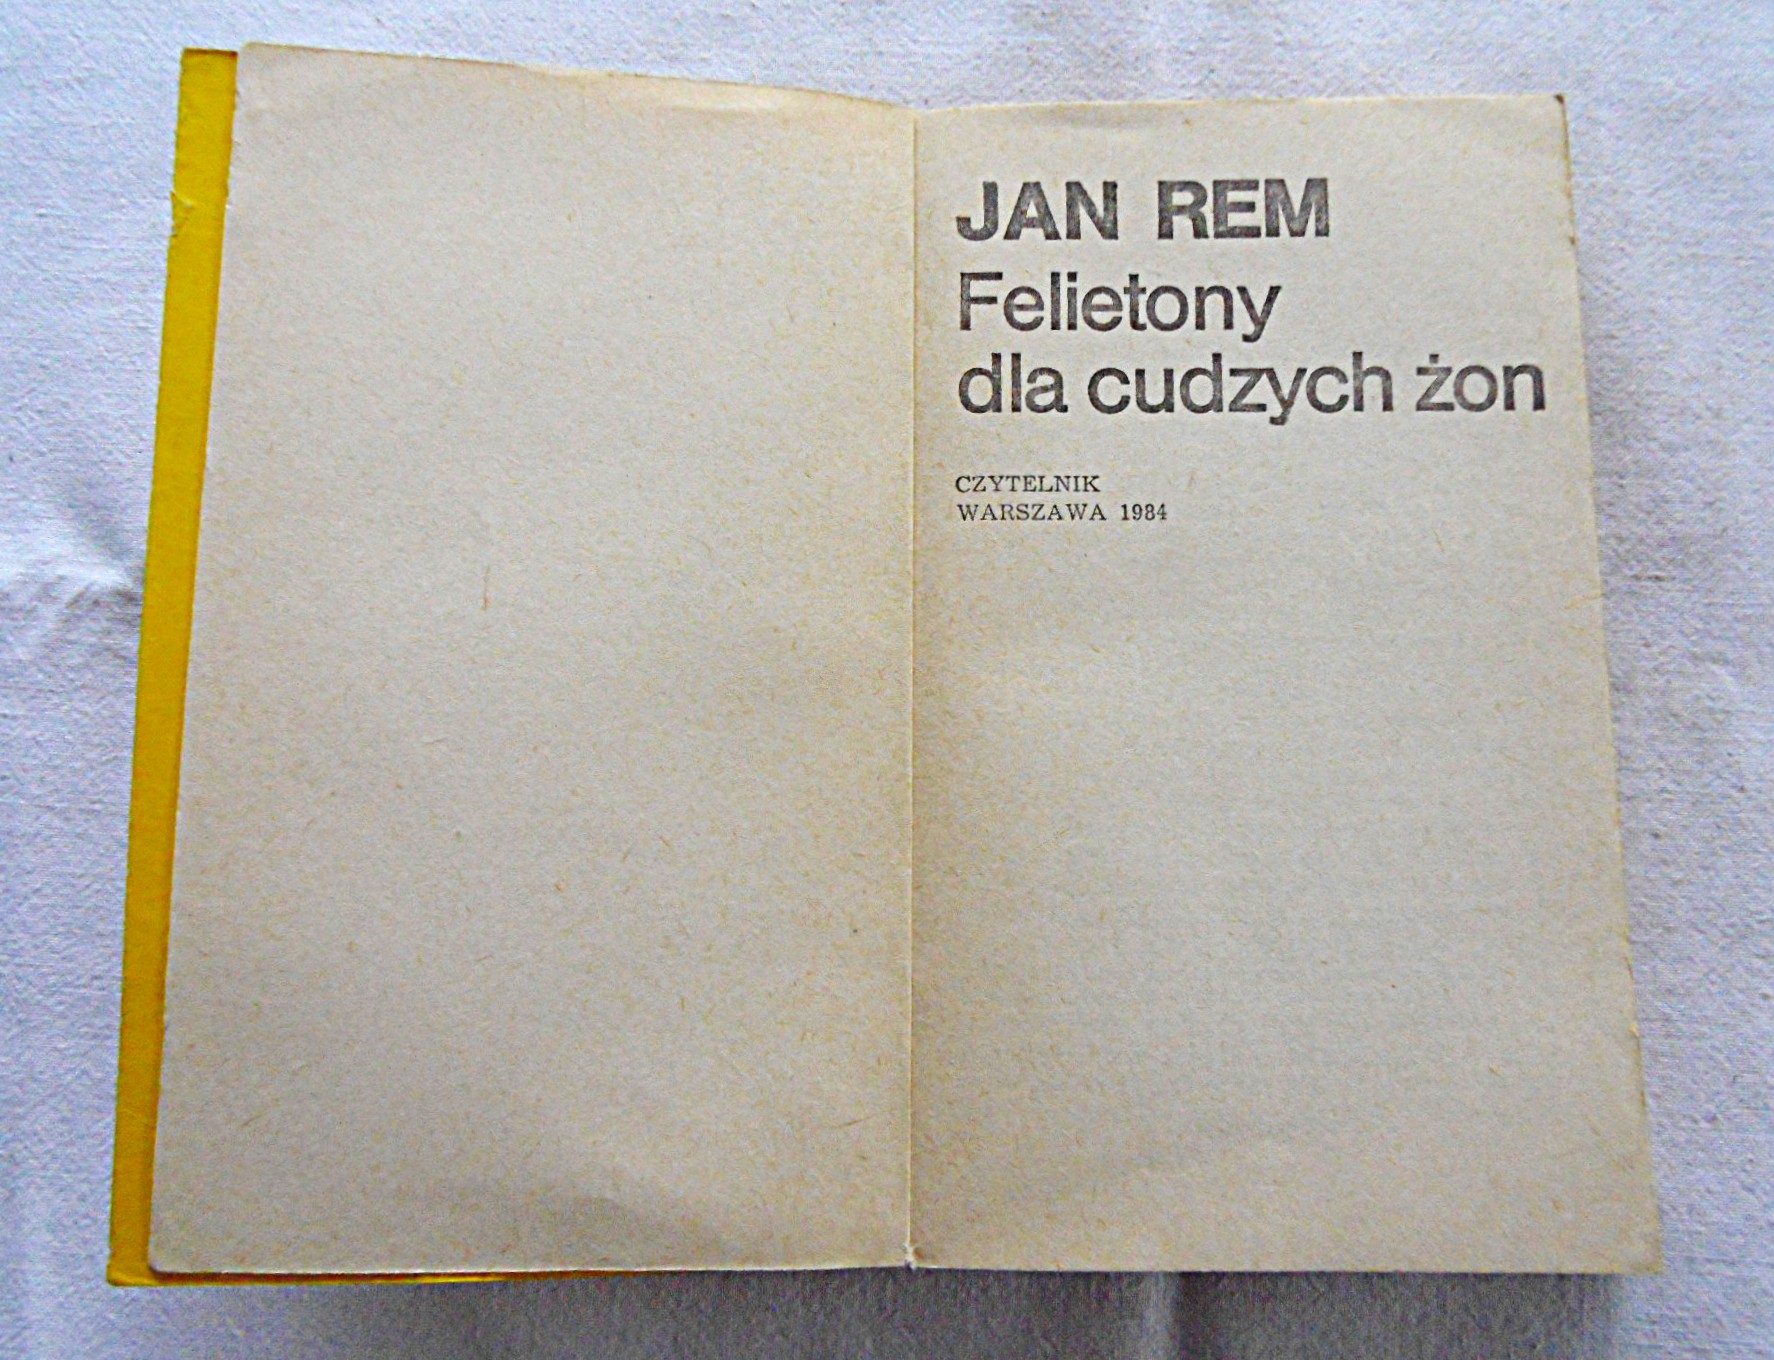 JAN REM
Felietony
dla cudzych żon
CZYTELNIK
WARSZAWA 1984